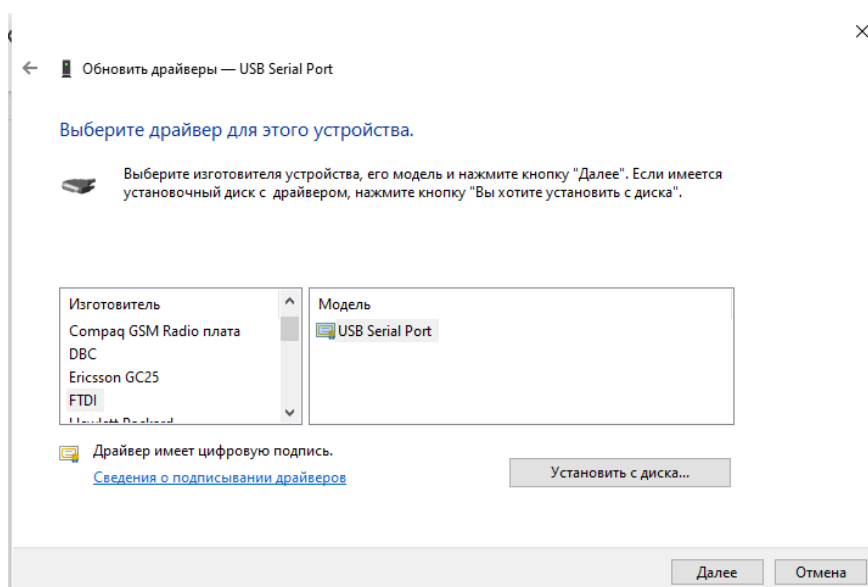 Обновить драйверы — USB Serial Port
Выберите драйвер для этого устройства.
Выберите изготовителя устройства, его модель и нажмите кнопку "Далее". Если имеется
установочный диск с драйвером, нажмите кнопку "Вы хотите установить с диска".
Изготовитель
Compaq GSM Radio плата
DBC
Ericsson GC25
FTDI
Hewlett Packard
Модель
USB Serial Port
Драйвер имеет цифровую подпись.
Сведения о подписывании драйверов
Установить с диска...
Далее
Отмена